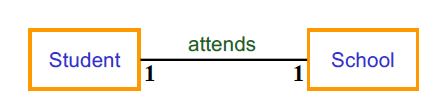 attends
Student
School
1
1